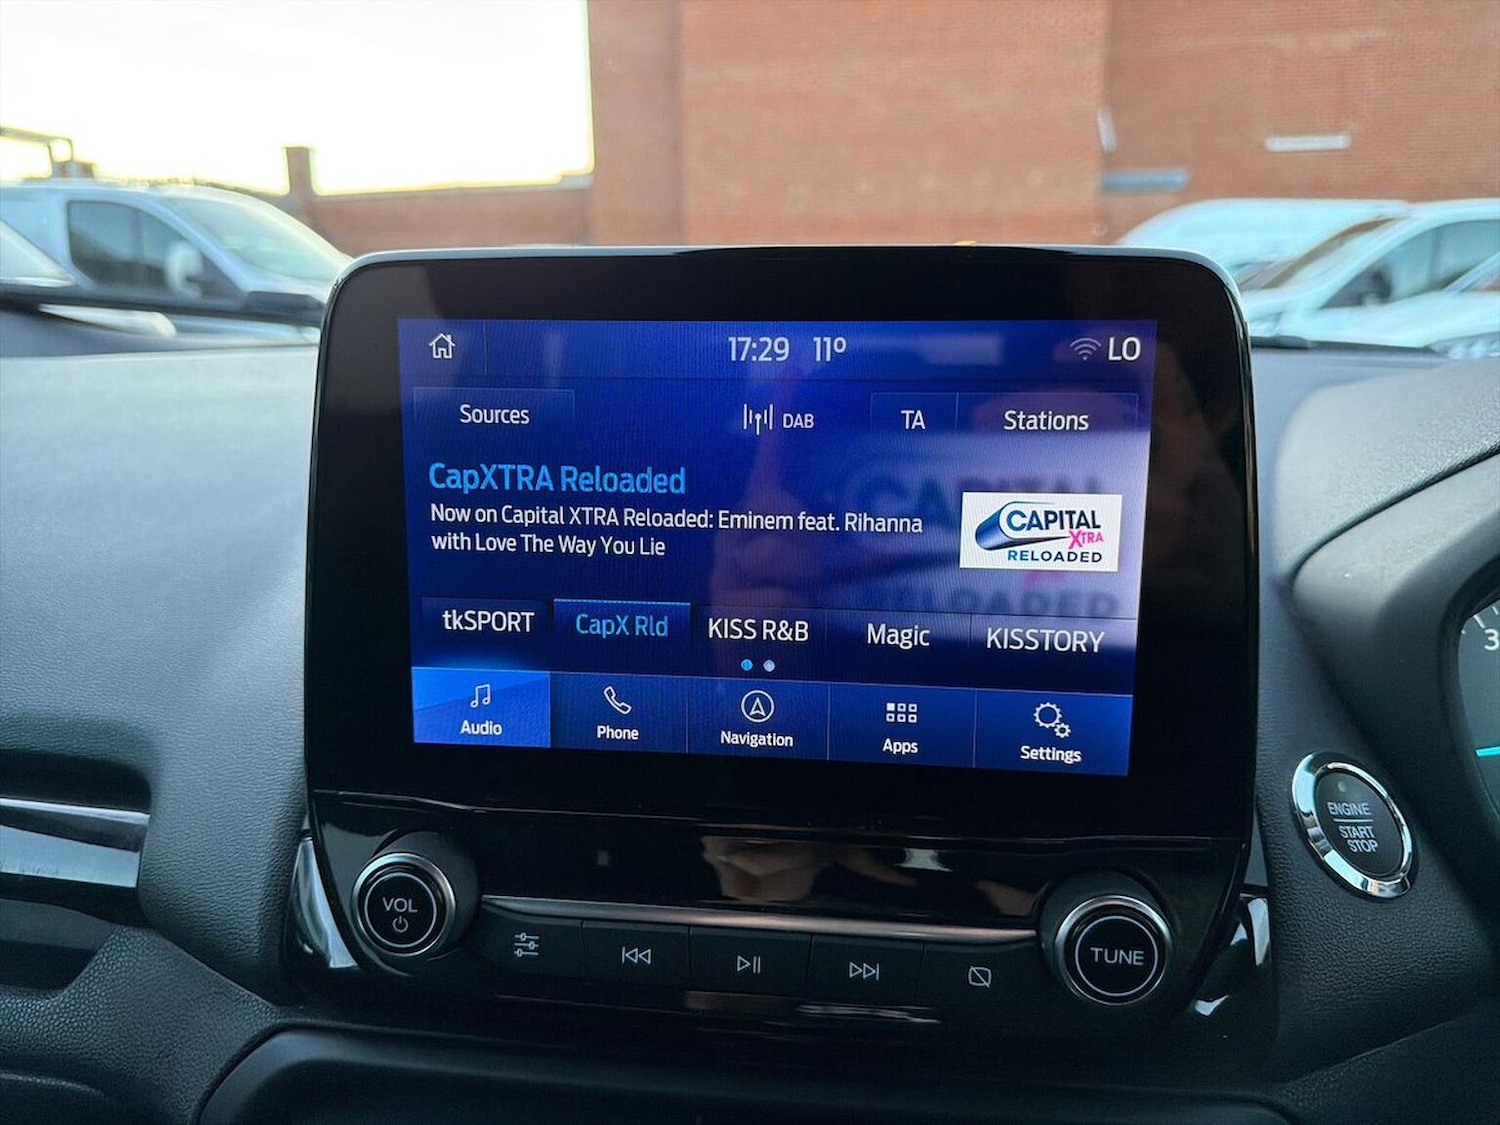 17:29 11° LO
Sources DAB TA Stations
CapXTRA Reloaded
Now on Capital XTRA Reloaded: Eminem feat. Rihanna
with Love The Way You Lie
CAPITAL
XTRA
RELOADED
tkSPORT CapX Rld KISS R&B Magic KISSTORY
Audio Phone Navigation Apps Settings
VOL
TUNE
ENGINE
START
STOP
3